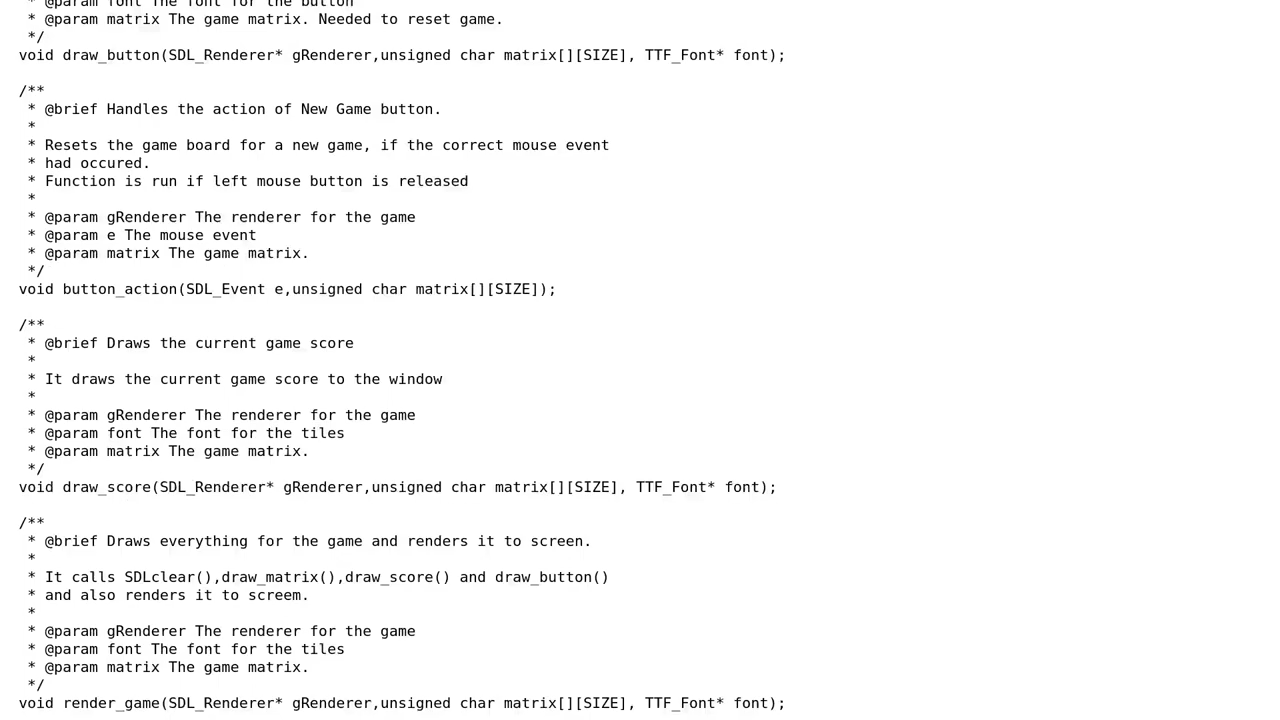 * @param font The font for the button
* @param matrix The game matrix. Needed to reset game.
*/
void draw_button(SDL_Renderer* gRenderer,unsigned char matrix[][SIZE], TTF_Font* font);
/**
* @brief Handles the action of New Game button.
*
* Resets the game board for a new game, if the correct mouse event
* had occured.
* Function is run if left mouse button is released
*
* @param gRenderer The renderer for the game
* @param e The mouse event
* @param matrix The game matrix.
*/
void button_action(SDL_Event e,unsigned char matrix[][SIZE]);
/**
* @brief Draws the current game score
*
* It draws the current game score to the window
*
* @param gRenderer The renderer for the game
* @param font The font for the tiles
* @param matrix The game matrix.
*/
void draw_score(SDL_Renderer* gRenderer,unsigned char matrix[][SIZE], TTF_Font* font);
/**
* @brief Draws everything for the game and renders it to screen.
*
* It calls SDLclear(),draw_matrix(),draw_score() and draw_button()
* and also renders it to screem.
*
* @param gRenderer The renderer for the game
* @param font The font for the tiles
* @param matrix The game matrix.
*/
void render_game(SDL_Renderer* gRenderer,unsigned char matrix[][SIZE], TTF_Font* font);